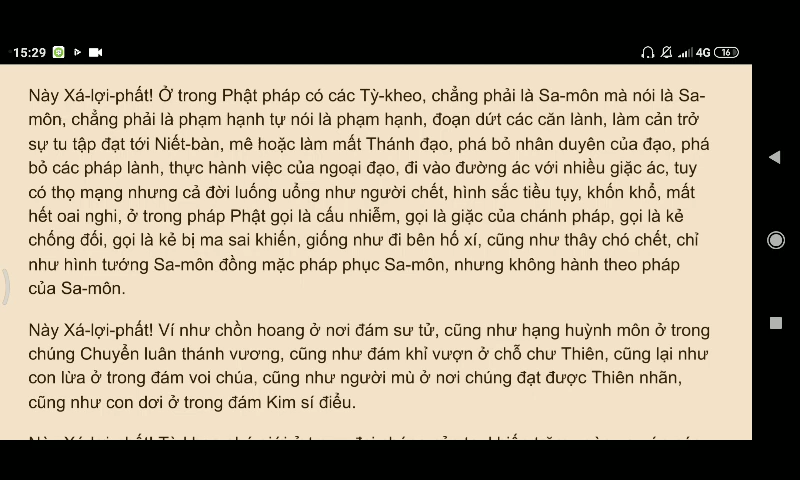 15:29
4G 16
Này Xá-lợi-phất! Ở trong Phật pháp có các Tỳ-kheo, chẳng phải là Sa-môn mà nói là Sa-
môn, chẳng phải là phạm hạnh tự nói là phạm hạnh, đoạn dứt các căn lành, làm cản trở
sự tu tập đạt tới Niết-bàn, mê hoặc làm mất Thánh đạo, phá bỏ nhân duyên của đạo, phá
bỏ các pháp lành, thực hành việc của ngoại đạo, đi vào đường ác với nhiều giặc ác, tuy
có thọ mạng nhưng cả đời luống uổng như người chết, hình sắc tiều tụy, khốn khổ, mất
hết oai nghi, ở trong pháp Phật gọi là cấu nhiễm, gọi là giặc của chánh pháp, gọi là kẻ
chống đối, gọi là kẻ bị ma sai khiến, giống như đi bên hố xí, cũng như thây chó chết, chỉ
như hình tướng Sa-môn đồng mặc pháp phục Sa-môn, nhưng không hành theo pháp
của Sa-môn.
Này Xá-lợi-phất! Ví như chồn hoang ở nơi đám sư tử, cũng như hạng huỳnh môn ở trong
chúng Chuyển luân thánh vương, cũng như đám khỉ vượn ở chỗ chư Thiên, cũng lại như
con lừa ở trong đám voi chúa, cũng như người mù ở nơi chúng đạt được Thiên nhãn,
cũng như con dơi ở trong đám Kim sí điểu.